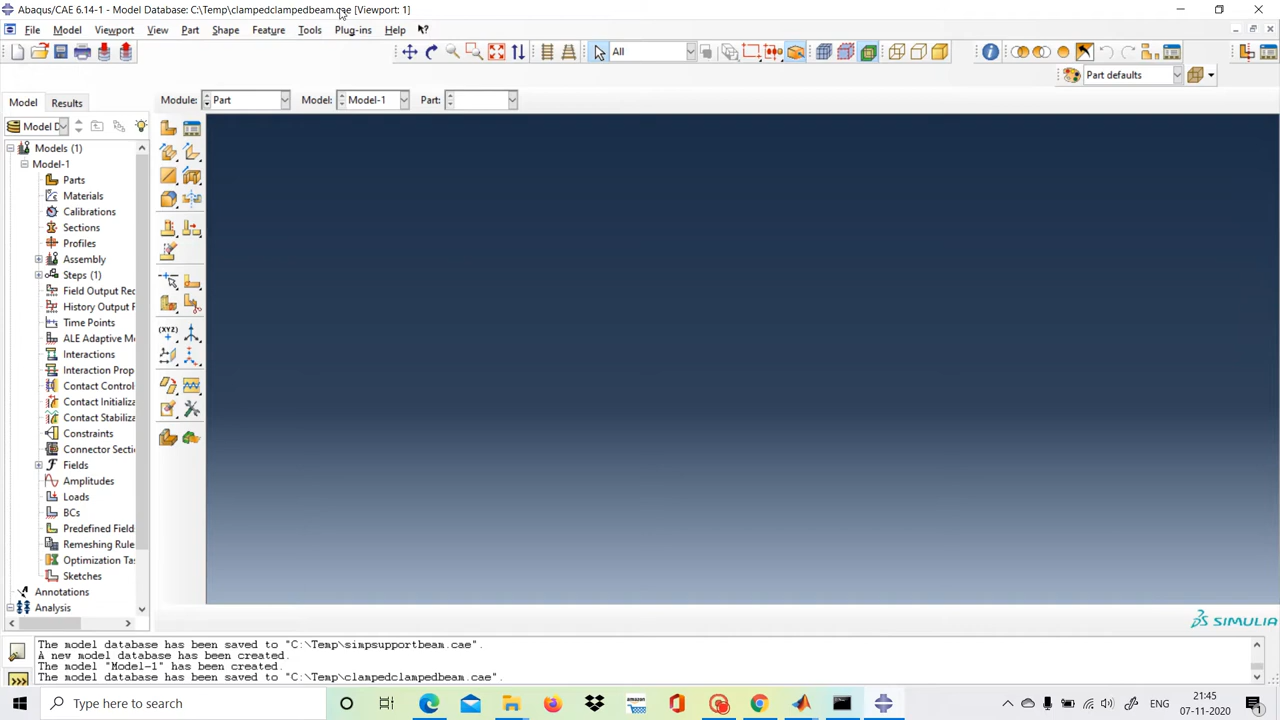 Abaqus/CAE 6.14-1 - Model Database: C:\Temp\clampedclampedbeam.cae [Viewport: 1]
File Model Viewport View Part Shape Feature Tools Plug-ins Help
All
Part defaults
Model Results
Module: Part Model: Model-1 Part:
Model D
Models (1)
Model-1
Parts
Materials
Calibrations
Sections
Profiles
Assembly
Steps (1)
Field Output Rec
History Output R
Time Points
ALE Adaptive M
Interactions
Interaction Prop
Contact Control
Contact Initializa
Contact Stabiliza
Constraints
Connector Secti
Fields
Amplitudes
Loads
BCs
Predefined Field
Remeshing Rule
Optimization Tas
Sketches
Annotations
Analysis
(XYZ)
SIMULIA
The model database has been saved to "C:\Temp\simpsupportbeam.cae".
A new model database has been created.
The model "Model-1" has been created.
The model database has been saved to "C:\Temp\clampedclampedbeam.cae".
>>>
Type here to search
amazon
ENG
21:45
07-11-2020